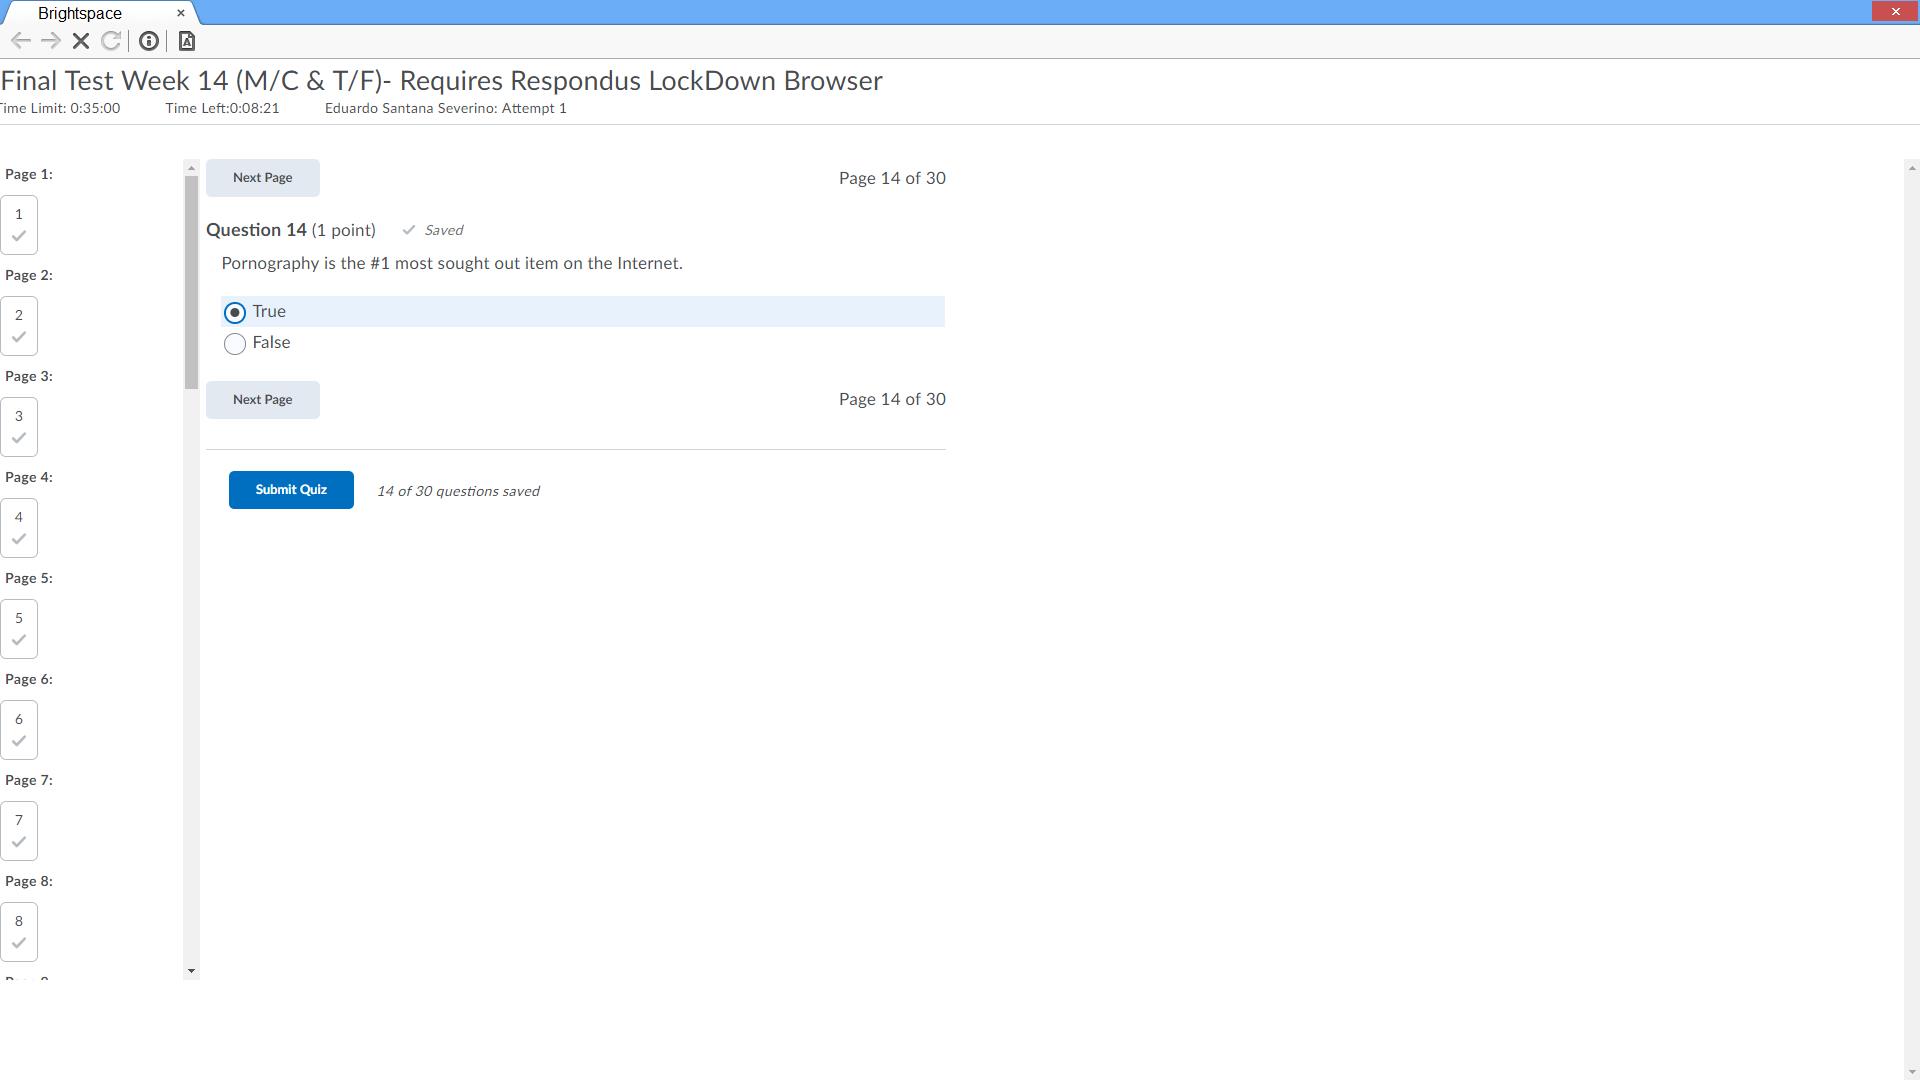 Brightspace
Final Test Week 14 (M/C & T/F)- Requires Respondus LockDown Browser
Time Limit: 0:35:00 Time Left:0:08:21 Eduardo Santana Severino: Attempt 1
Page 1:
1
Page 2:
2
Page 3:
3
Page 4:
4
Page 5:
5
Page 6:
6
Page 7:
7
Page 8:
8
Next Page Page 14 of 30
Question 14 (1 point) Saved
Pornography is the #1 most sought out item on the Internet.
True
False
Next Page Page 14 of 30
Submit Quiz 14 of 30 questions saved